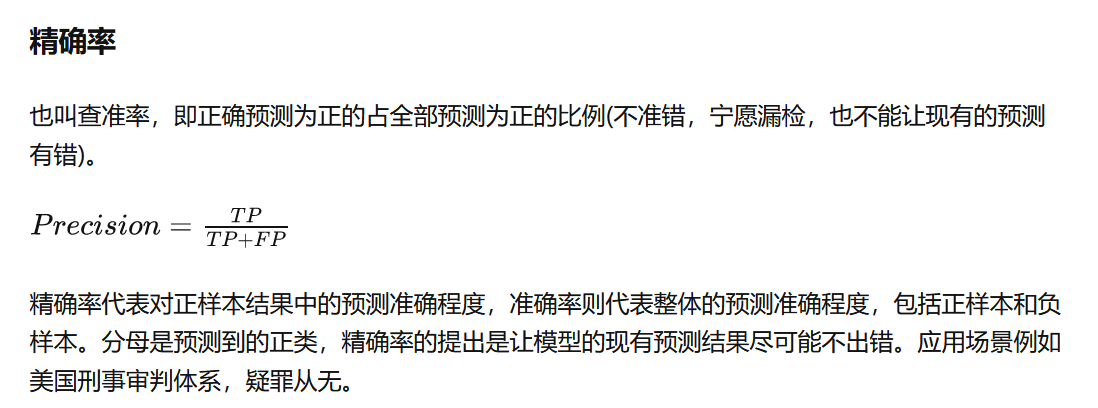 精确率
也叫查准率，即正确预测为正的占全部预测为正的比例(不准错，宁愿漏检，也不能让现有的预测
有错)。
Precision = \frac{TP}{TP+FP}
精确率代表对正样本结果中的预测准确程度，准确率则代表整体的预测准确程度，包括正样本和负
样本。分母是预测到的正类，精确率的提出是让模型的现有预测结果尽可能不出错。应用场景例如
美国刑事审判体系，疑罪从无。